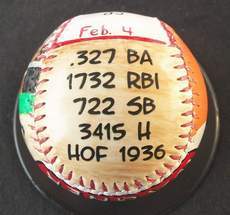 Feb. 4
.327 BA
1732 RBI
722 SB
3415 H
HOF 1936